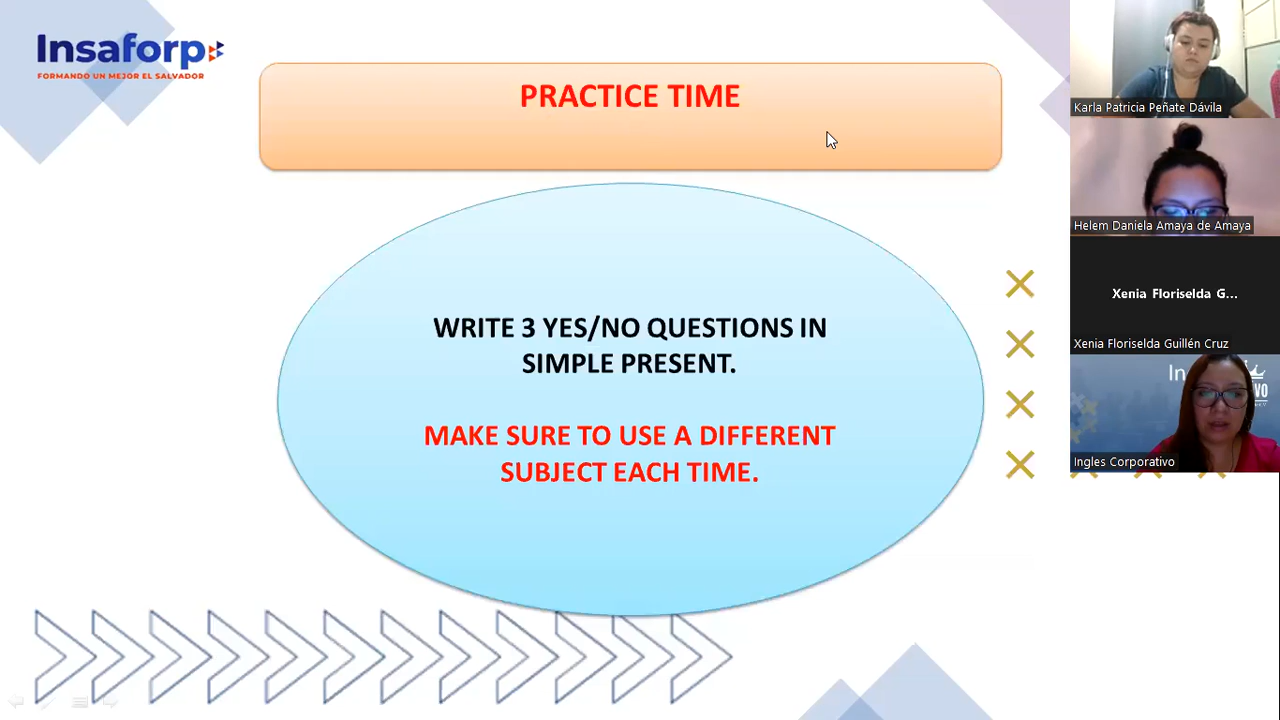 Insaforp
FORMANDO UN MEJOR EL SALVADOR
PRACTICE TIME
WRITE 3 YES/NO QUESTIONS IN
SIMPLE PRESENT.
MAKE SURE TO USE A DIFFERENT
SUBJECT EACH TIME.
Karla Patricia Peñate Dávila
Helem Daniela Amaya de Amaya
Xenia Floriselda G...
Xenia Floriselda Guillén Cruz
In
Ingles Corporativo